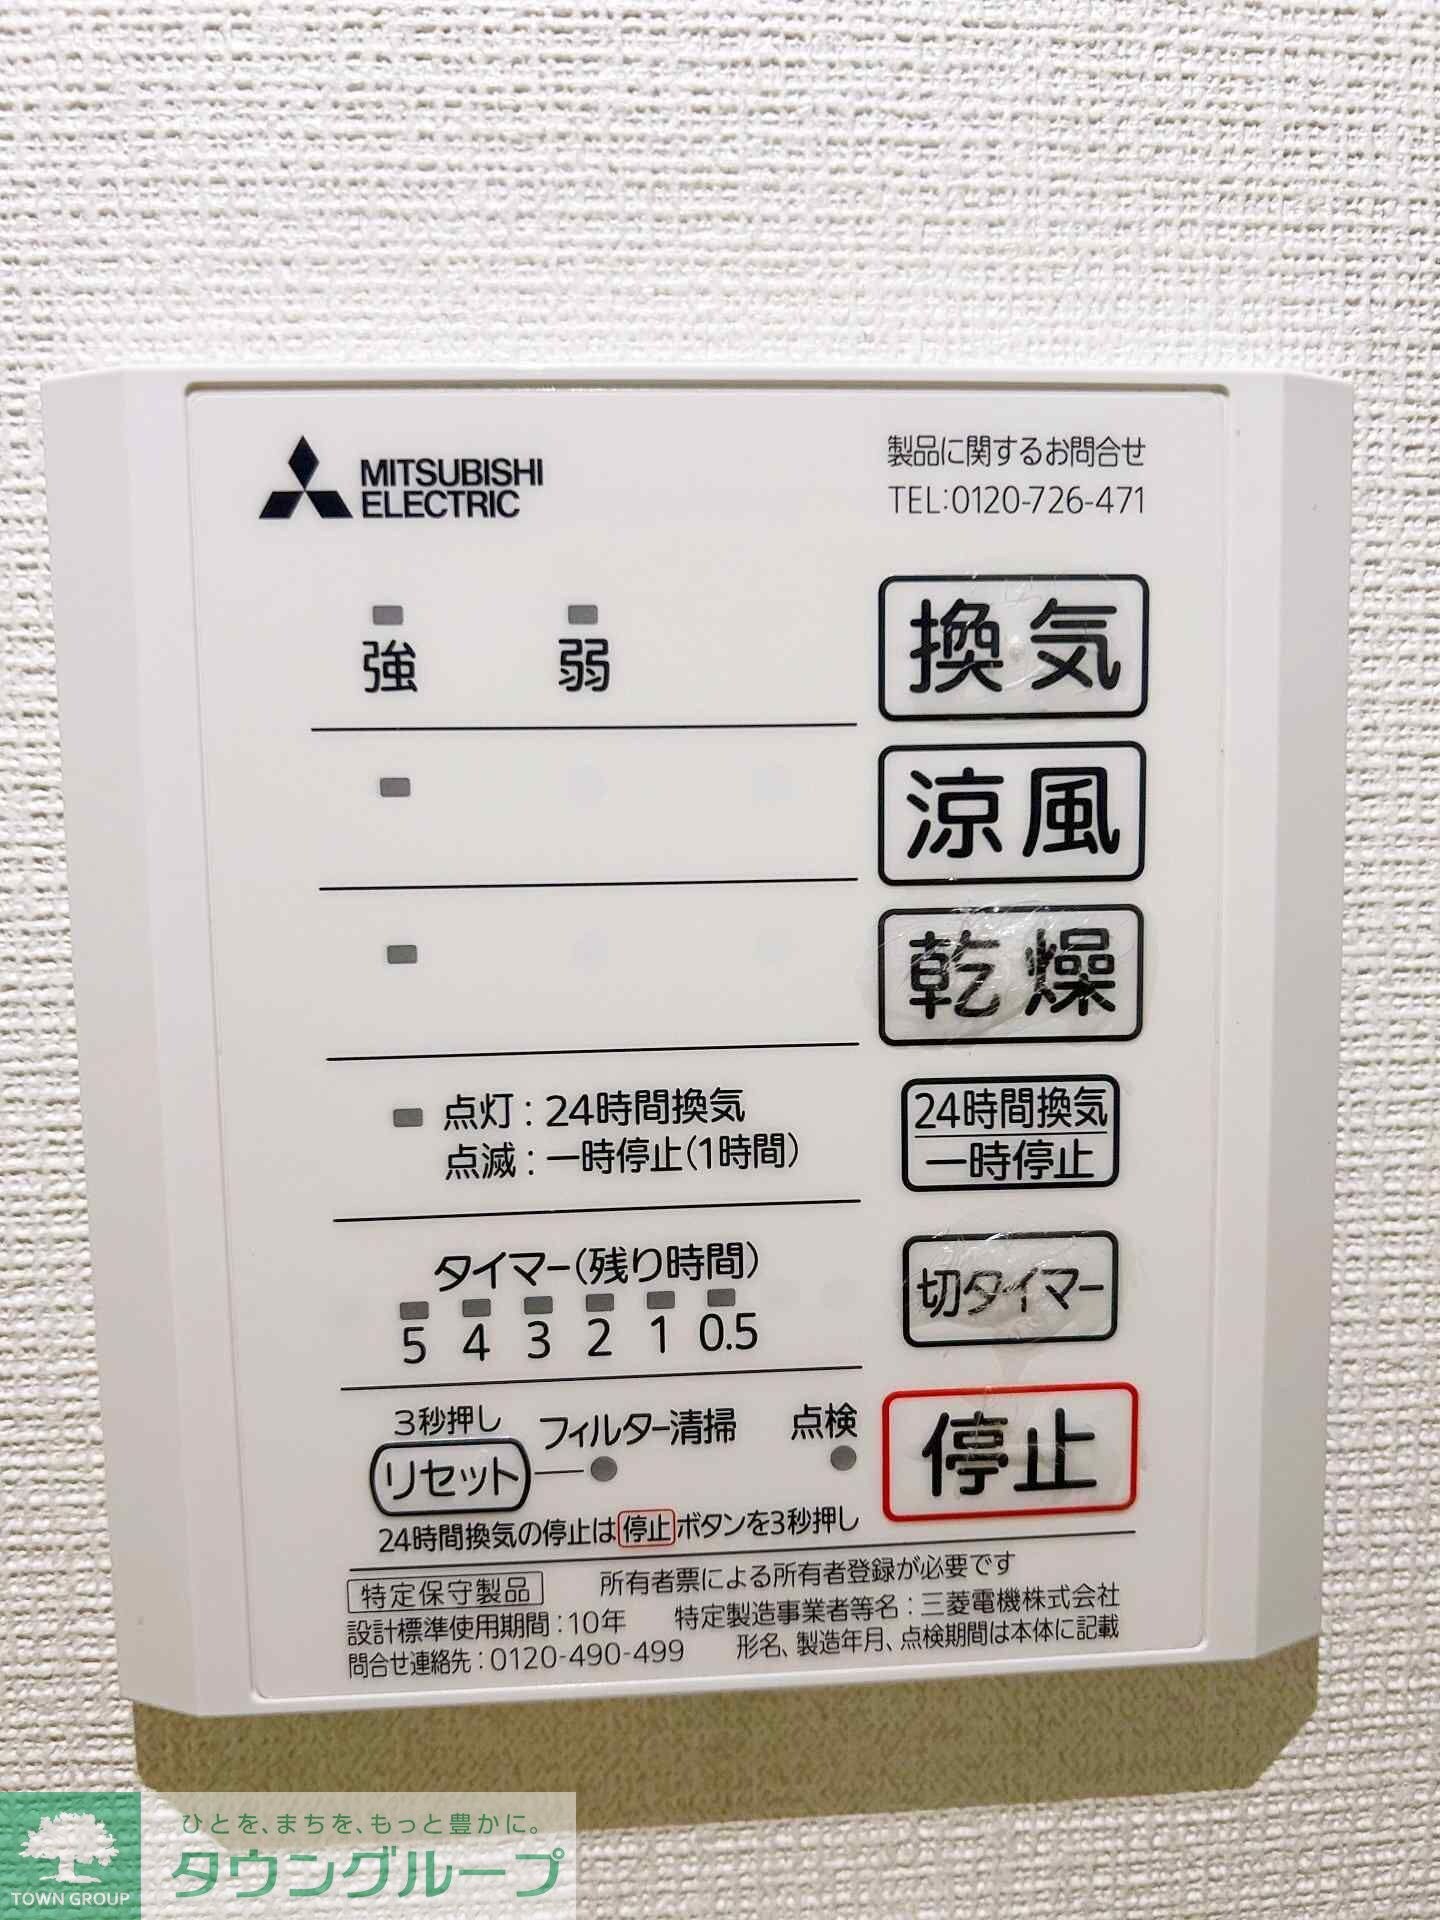 MITSUBISHI
ELECTRIC
製品に関するお問合せ
TEL:0120-726-471
強 弱 換気
涼風
乾燥
点灯:24時間換気
点滅:一時停止(1時間)
24時間換気
一時停止
タイマー(残り時間)
5 4 3 2 1 0.5
切タイマー
3秒押し
リセット
フィルター清掃
点検
停止
24時間換気の停止は停止ボタンを3秒押し
特定保守製品 所有者票による所有者登録が必要です
設計標準使用期間:10年 特定製造事業者等名:三菱電機株式会社
問合せ連絡先:0120-490-499 形名、製造年月、点検期間は本体に記載
ひとを、まちを、もっと豊かに。
タウングループ
TOWN GROUP